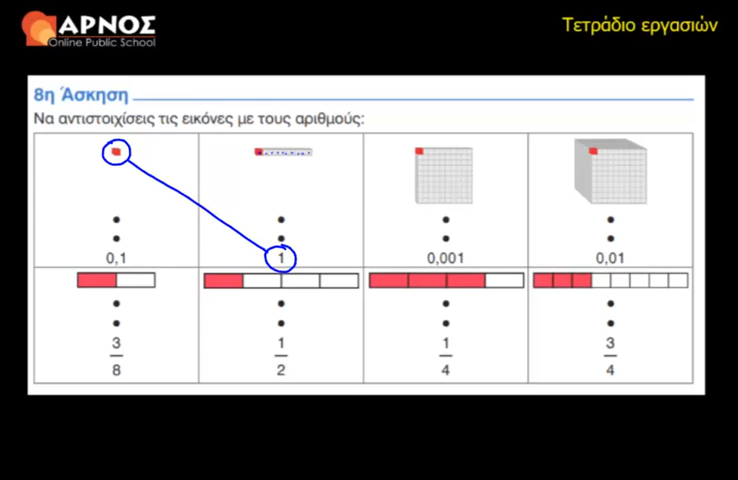 ΑΡΝΟΣ
Online Public School
Τετράδιο εργασιών
8η Άσκηση
Να αντιστοιχίσεις τις εικόνες με τους αριθμούς:
0,1
1
0,001
0,01
3
8
1
2
1
4
3
4